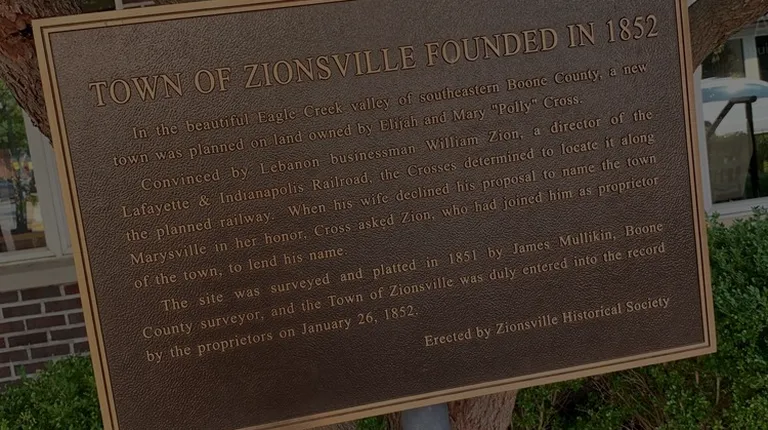 TOWN OF ZIONSVILLE FOUNDED IN 1852
In the beautiful Eagle Creek valley of southeastern Boone County, a new
town was planned on land owned by Elijah and Mary "Polly" Cross.
Convinced by Lebanon businessman William Zion, a director of the
Lafayette & Indianapolis Railroad, the Crosses determined to locate it along
the planned railway. When his wife declined his proposal to name the town
Marysville in her honor, Cross asked Zion, who had joined him as proprietor
of the town, to lend his name.
The site was surveyed and platted in 1851 by James Mullikin, Boone
County surveyor, and the Town of Zionsville was duly entered into the record
by the proprietors on January 26, 1852.
Erected by Zionsville Historical Society